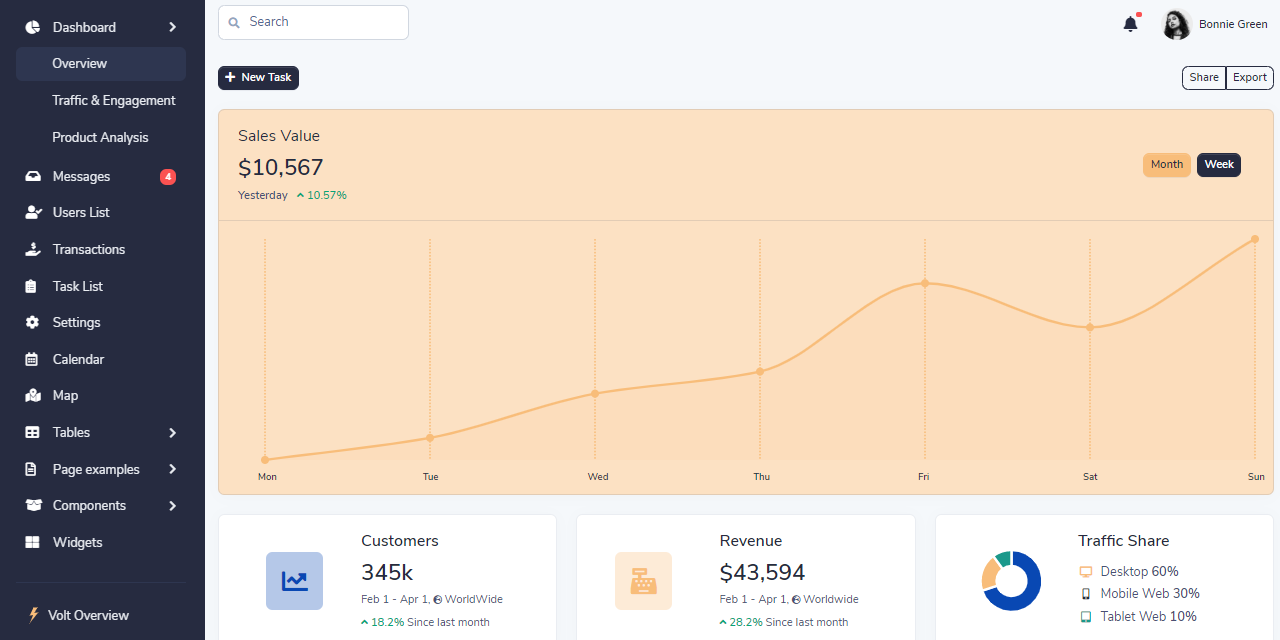 Dashboard
Overview
Traffic & Engagement
Product Analysis
Messages 4
Users List
Transactions
Task List
Settings
Calendar
Map
Tables
Page examples
Components
Widgets
Volt Overview
Search
Bonnie Green
New Task
Share Export
Sales Value
$10,567
Yesterday 10.57%
Month Week
Mon Tue Wed Thu Fri Sat Sun
Customers
345k
Feb 1 - Apr 1, WorldWide
18.2% Since last month
Revenue
$43,594
Feb 1 - Apr 1, Worldwide
28.2% Since last month
Traffic Share
Desktop 60%
Mobile Web 30%
Tablet Web 10%